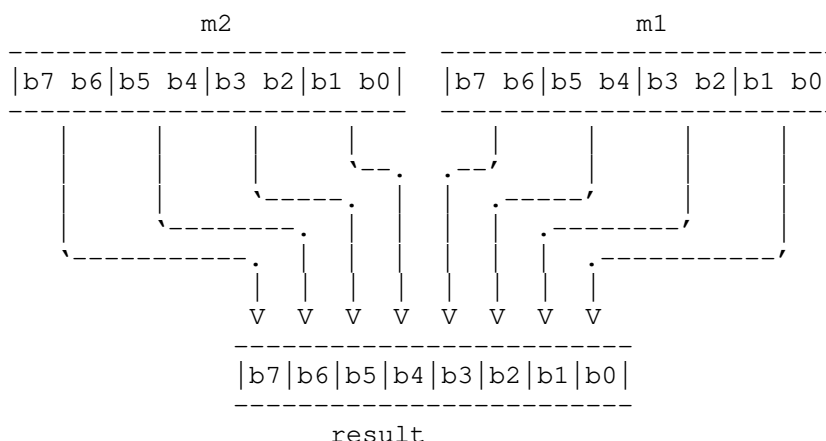 m2 m1
|b7 b6|b5 b4|b3 b2|b1 b0| |b7 b6|b5 b4|b3 b2|b1 b0
V V V V V V V V
|b7|b6|b5|b4|b3|b2|b1|b0|
result